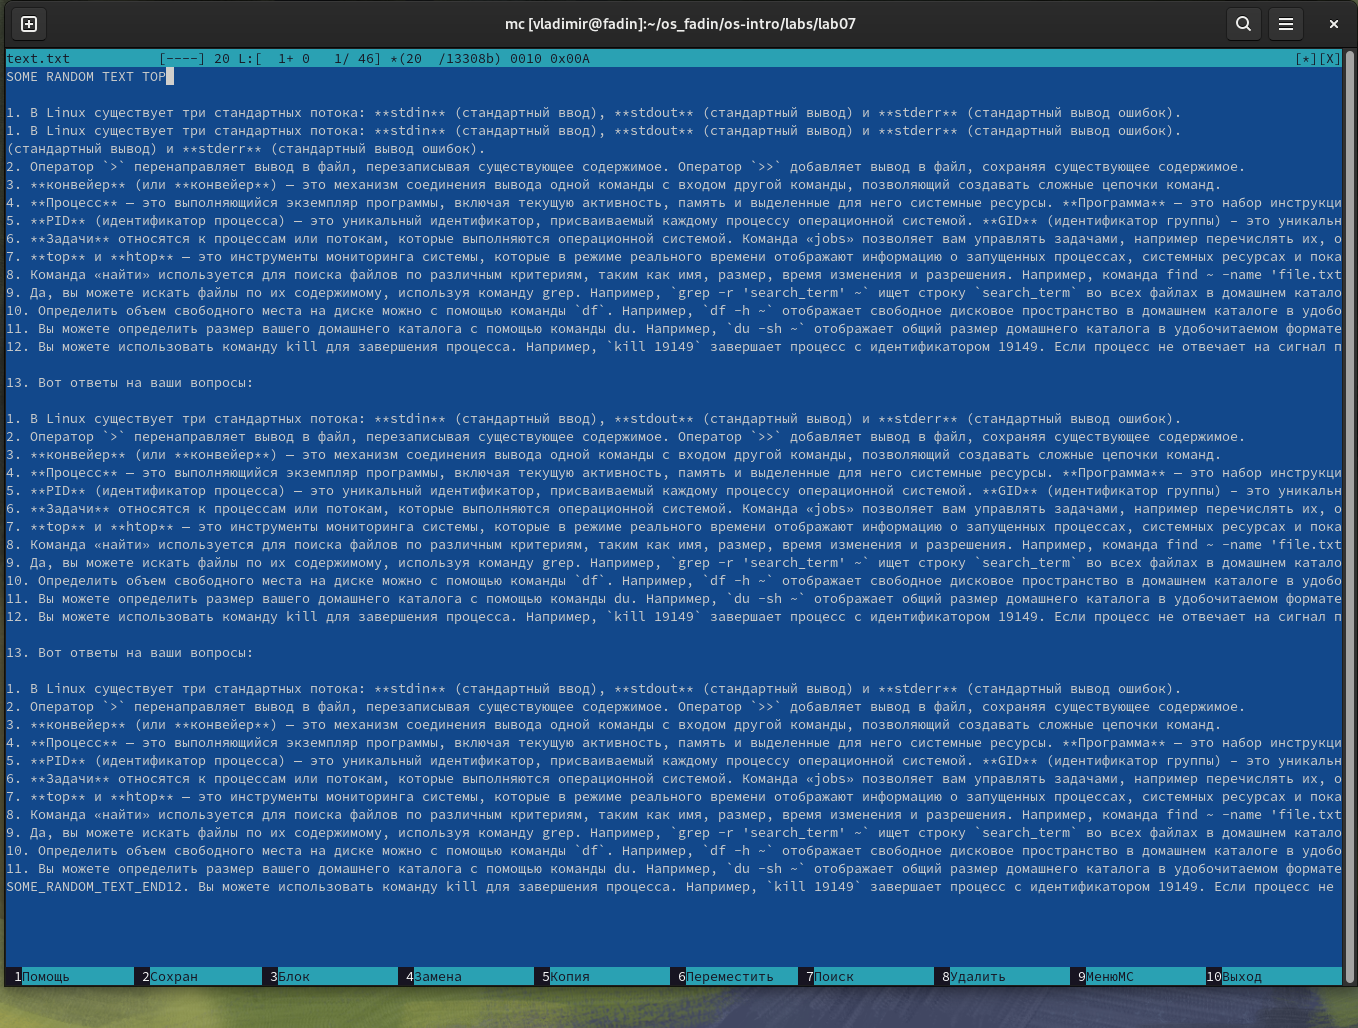 mc [vladimir@fadin]:~/os_fadin/os-intro/labs/lab07
text.txt [----] 20 L:[ 1+ 0 1/ 46] *(20 /13308b) 0010 0x00A [*][X]
SOME RANDOM TEXT TOP
1. В Linux существует три стандартных потока: **stdin** (стандартный ввод), **stdout** (стандартный вывод) и **stderr** (стандартный вывод ошибок).
1. В Linux существует три стандартных потока: **stdin** (стандартный ввод), **stdout** (стандартный вывод) и **stderr** (стандартный вывод ошибок).
(стандартный вывод) и **stderr** (стандартный вывод ошибок).
2. Оператор `>` перенаправляет вывод в файл, перезаписывая существующее содержимое. Оператор `>>` добавляет вывод в файл, сохраняя существующее содержимое.
3. **конвейер** (или **конвейер**) — это механизм соединения вывода одной команды с входом другой команды, позволяющий создавать сложные цепочки команд.
4. **Процесс** — это выполняющийся экземпляр программы, включая текущую активность, память и выделенные для него системные ресурсы. **Программа** — это набор инструкци
5. **PID** (идентификатор процесса) — это уникальный идентификатор, присваиваемый каждому процессу операционной системой. **GID** (идентификатор группы) – это уникальн
6. **Задачи** относятся к процессам или потокам, которые выполняются операционной системой. Команда «jobs» позволяет вам управлять задачами, например перечислять их, о
7. **top** и **htop** — это инструменты мониторинга системы, которые в режиме реального времени отображают информацию о запущенных процессах, системных ресурсах и пока
8. Команда «найти» используется для поиска файлов по различным критериям, таким как имя, размер, время изменения и разрешения. Например, команда find ~ -name 'file.txt
9. Да, вы можете искать файлы по их содержимому, используя команду grep. Например, `grep -r 'search_term' ~` ищет строку `search_term` во всех файлах в домашнем катало
10. Определить объем свободного места на диске можно с помощью команды `df`. Например, `df -h ~` отображает свободное дисковое пространство в домашнем каталоге в удобо
11. Вы можете определить размер вашего домашнего каталога с помощью команды du. Например, `du -sh ~` отображает общий размер домашнего каталога в удобочитаемом формате
12. Вы можете использовать команду kill для завершения процесса. Например, `kill 19149` завершает процесс с идентификатором 19149. Если процесс не отвечает на сигнал п
13. Вот ответы на ваши вопросы:
1. В Linux существует три стандартных потока: **stdin** (стандартный ввод), **stdout** (стандартный вывод) и **stderr** (стандартный вывод ошибок).
2. Оператор `>` перенаправляет вывод в файл, перезаписывая существующее содержимое. Оператор `>>` добавляет вывод в файл, сохраняя существующее содержимое.
3. **конвейер** (или **конвейер**) — это механизм соединения вывода одной команды с входом другой команды, позволяющий создавать сложные цепочки команд.
4. **Процесс** — это выполняющийся экземпляр программы, включая текущую активность, память и выделенные для него системные ресурсы. **Программа** — это набор инструкци
5. **PID** (идентификатор процесса) — это уникальный идентификатор, присваиваемый каждому процессу операционной системой. **GID** (идентификатор группы) – это уникальн
6. **Задачи** относятся к процессам или потокам, которые выполняются операционной системой. Команда «jobs» позволяет вам управлять задачами, например перечислять их, о
7. **top** и **htop** — это инструменты мониторинга системы, которые в режиме реального времени отображают информацию о запущенных процессах, системных ресурсах и пока
8. Команда «найти» используется для поиска файлов по различным критериям, таким как имя, размер, время изменения и разрешения. Например, команда find ~ -name 'file.txt
9. Да, вы можете искать файлы по их содержимому, используя команду grep. Например, `grep -r 'search_term' ~` ищет строку `search_term` во всех файлах в домашнем катало
10. Определить объем свободного места на диске можно с помощью команды `df`. Например, `df -h ~` отображает свободное дисковое пространство в домашнем каталоге в удобо
11. Вы можете определить размер вашего домашнего каталога с помощью команды du. Например, `du -sh ~` отображает общий размер домашнего каталога в удобочитаемом формате
12. Вы можете использовать команду kill для завершения процесса. Например, `kill 19149` завершает процесс с идентификатором 19149. Если процесс не отвечает на сигнал п
13. Вот ответы на ваши вопросы:
1. В Linux существует три стандартных потока: **stdin** (стандартный ввод), **stdout** (стандартный вывод) и **stderr** (стандартный вывод ошибок).
2. Оператор `>` перенаправляет вывод в файл, перезаписывая существующее содержимое. Оператор `>>` добавляет вывод в файл, сохраняя существующее содержимое.
3. **конвейер** (или **конвейер**) — это механизм соединения вывода одной команды с входом другой команды, позволяющий создавать сложные цепочки команд.
4. **Процесс** — это выполняющийся экземпляр программы, включая текущую активность, память и выделенные для него системные ресурсы. **Программа** — это набор инструкци
5. **PID** (идентификатор процесса) — это уникальный идентификатор, присваиваемый каждому процессу операционной системой. **GID** (идентификатор группы) – это уникальн
6. **Задачи** относятся к процессам или потокам, которые выполняются операционной системой. Команда «jobs» позволяет вам управлять задачами, например перечислять их, о
7. **top** и **htop** — это инструменты мониторинга системы, которые в режиме реального времени отображают информацию о запущенных процессах, системных ресурсах и пока
8. Команда «найти» используется для поиска файлов по различным критериям, таким как имя, размер, время изменения и разрешения. Например, команда find ~ -name 'file.txt
9. Да, вы можете искать файлы по их содержимому, используя команду grep. Например, `grep -r 'search_term' ~` ищет строку `search_term` во всех файлах в домашнем катало
10. Определить объем свободного места на диске можно с помощью команды `df`. Например, `df -h ~` отображает свободное дисковое пространство в домашнем каталоге в удобо
11. Вы можете определить размер вашего домашнего каталога с помощью команды du. Например, `du -sh ~` отображает общий размер домашнего каталога в удобочитаемом формате
SOME_RANDOM_TEXT_END12. Вы можете использовать команду kill для завершения процесса. Например, `kill 19149` завершает процесс с идентификатором 19149. Если процесс не
1Помощь 2Сохран 3Блок 4Замена 5Копия 6Переместить 7Поиск 8Удалить 9МенюМС 10Выход